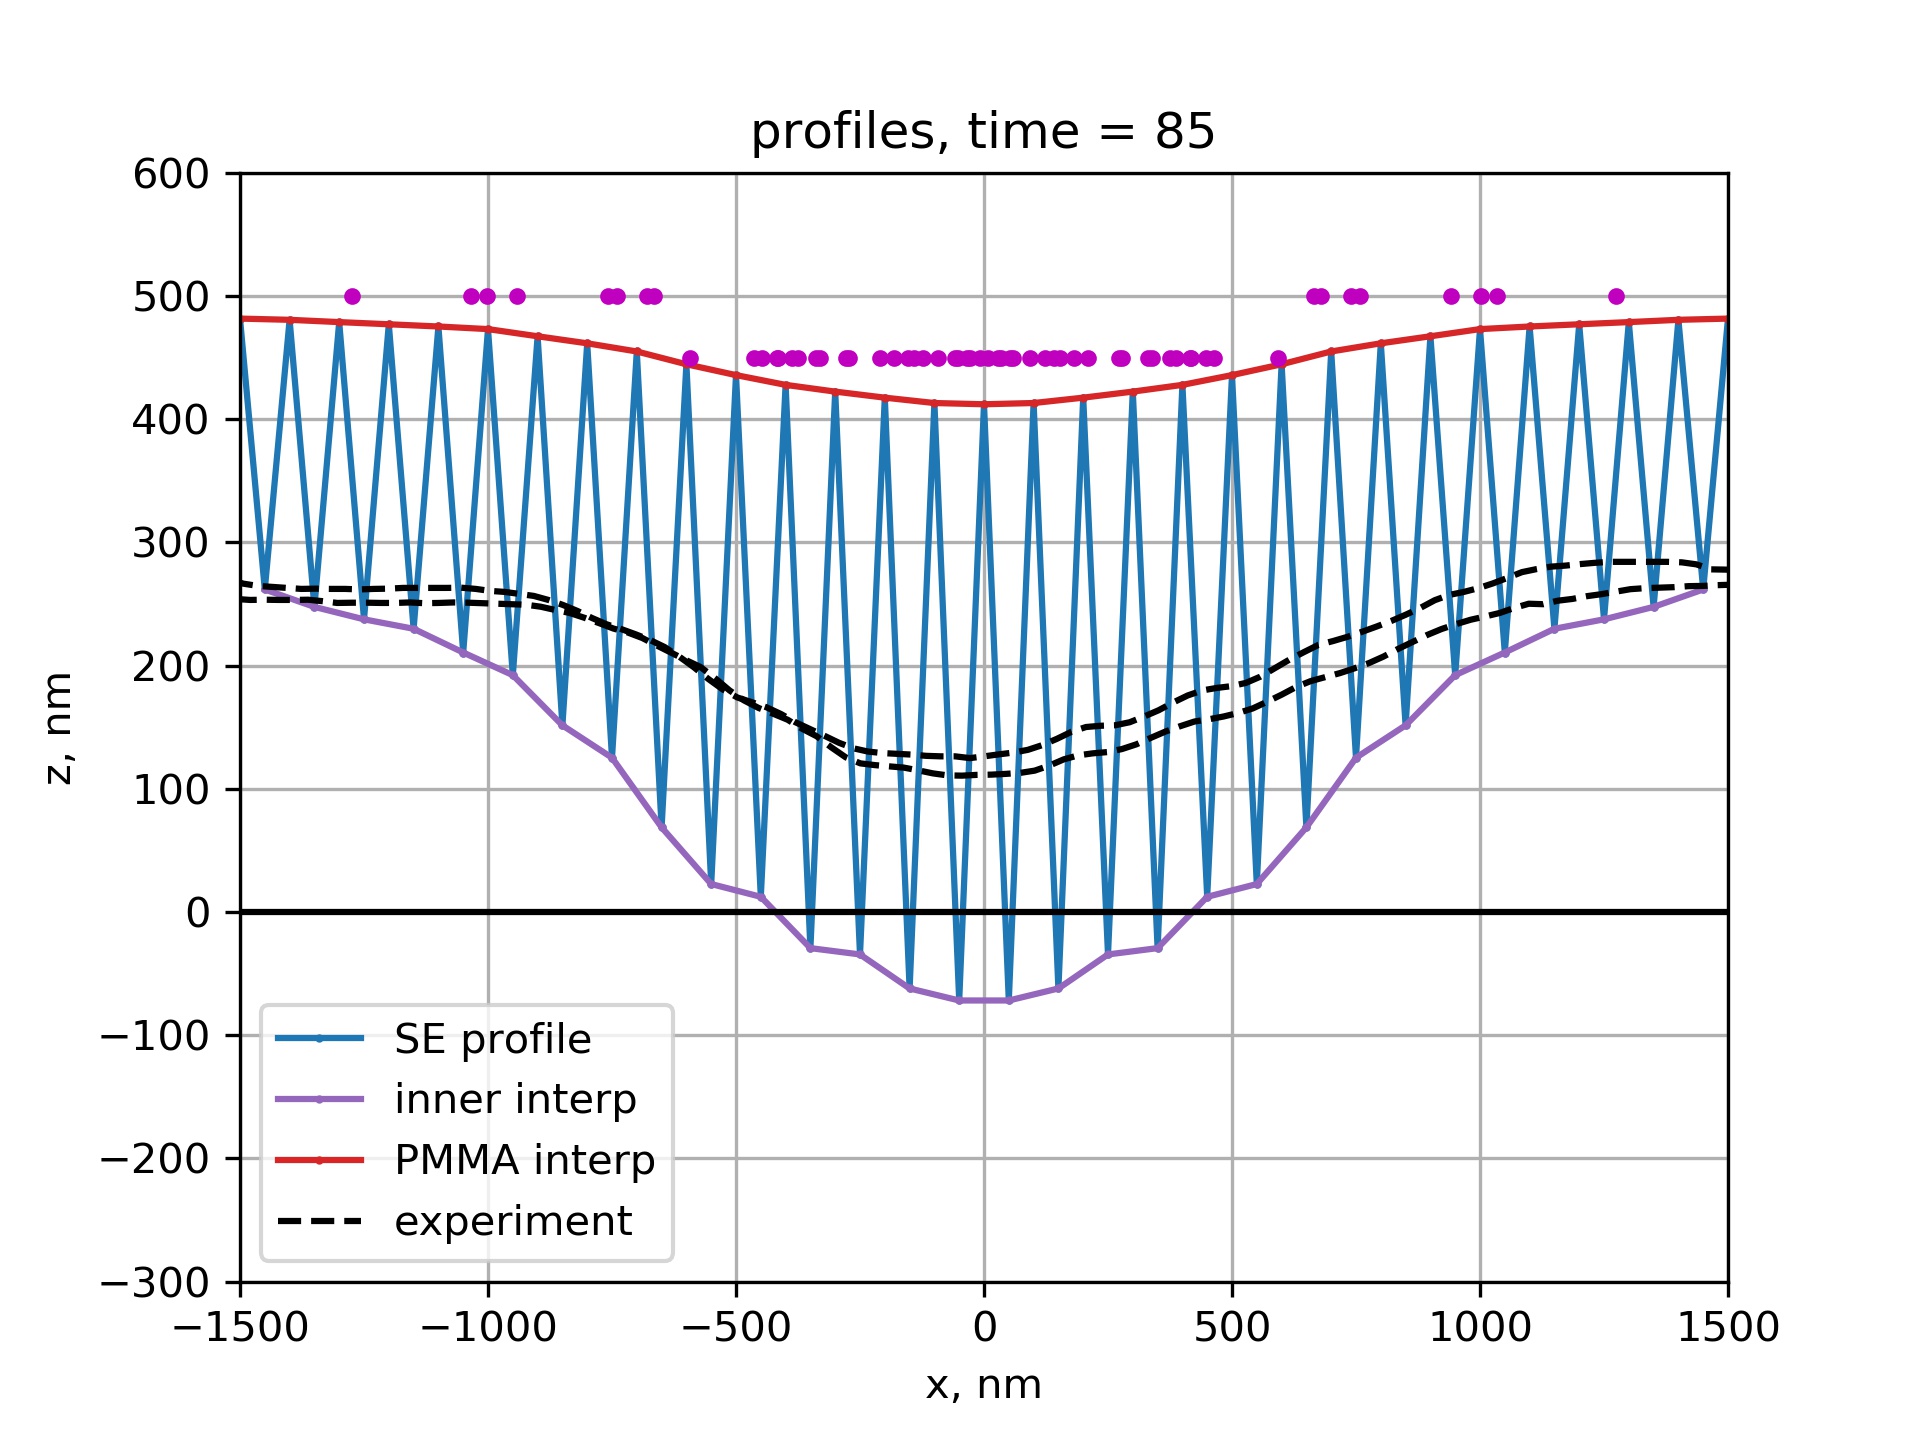 profiles, time = 85
600
500
400
300
200
100
0
−100
−200
−300
z, nm
SE profile
inner interp
PMMA interp
experiment
−1500 −1000 −500 0 500 1000 1500
x, nm